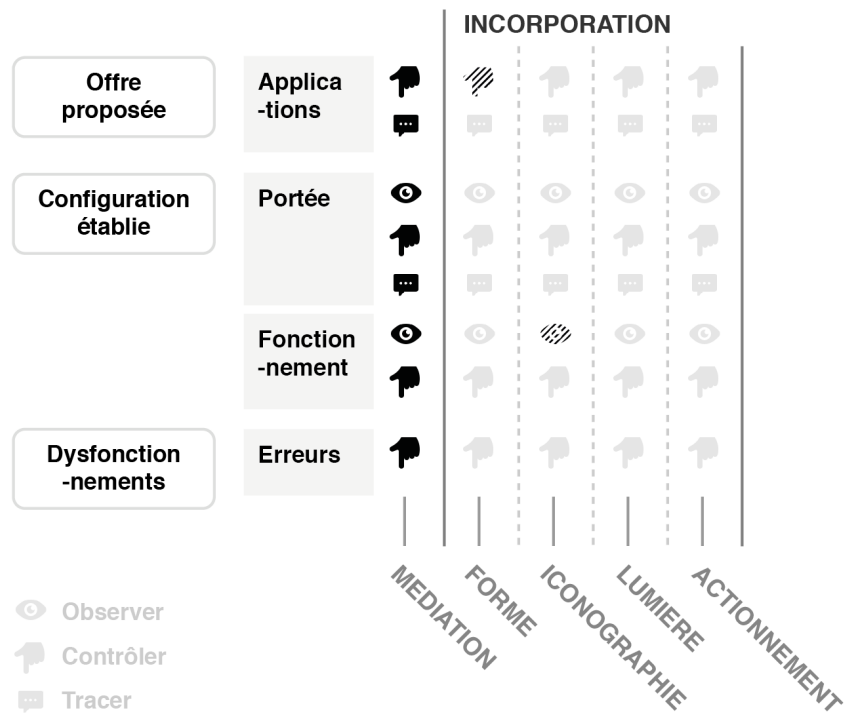 INCORPORATION
Offre
proposée
Applica
-tions
Configuration
établie
Portée
Fonction
-nement
Dysfonction
-nements
Erreurs
MEDIATION
FORME
ICONOGRAPHIE
LUMIERE
ACTIONNEMENT
Observer
Contrôler
Tracer